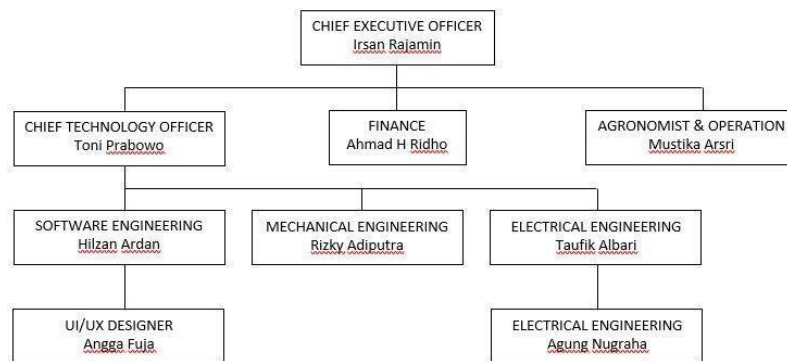 CHIEF EXECUTIVE OFFICER
Irsan Rajamin
CHIEF TECHNOLOGY OFFICER
Toni Prabowo
FINANCE
Ahmad H Ridho
AGRONOMIST & OPERATION
Mustika Arsri
SOFTWARE ENGINEERING
Hilzan Ardan
MECHANICAL ENGINEERING
Rizky Adiputra
ELECTRICAL ENGINEERING
Taufik Albari
UI/UX DESIGNER
Angga Fuja
ELECTRICAL ENGINEERING
Agung Nugraha